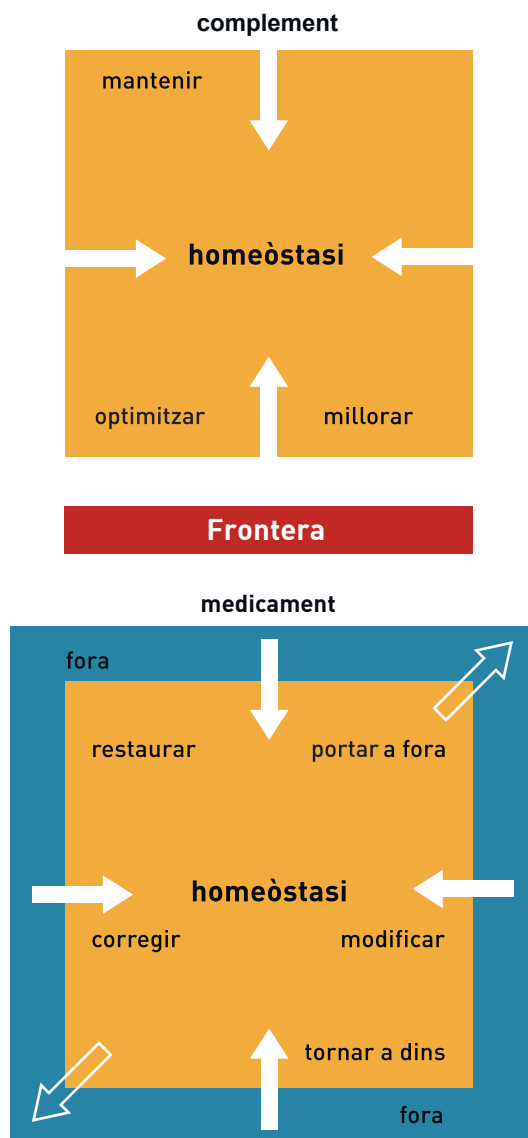 complement
mantenir
homeòstasi
optimitzar
millorar
Frontera
medicament
fora
restaurar
portar a fora
homeòstasi
corregir
modificar
tornar a dins
fora